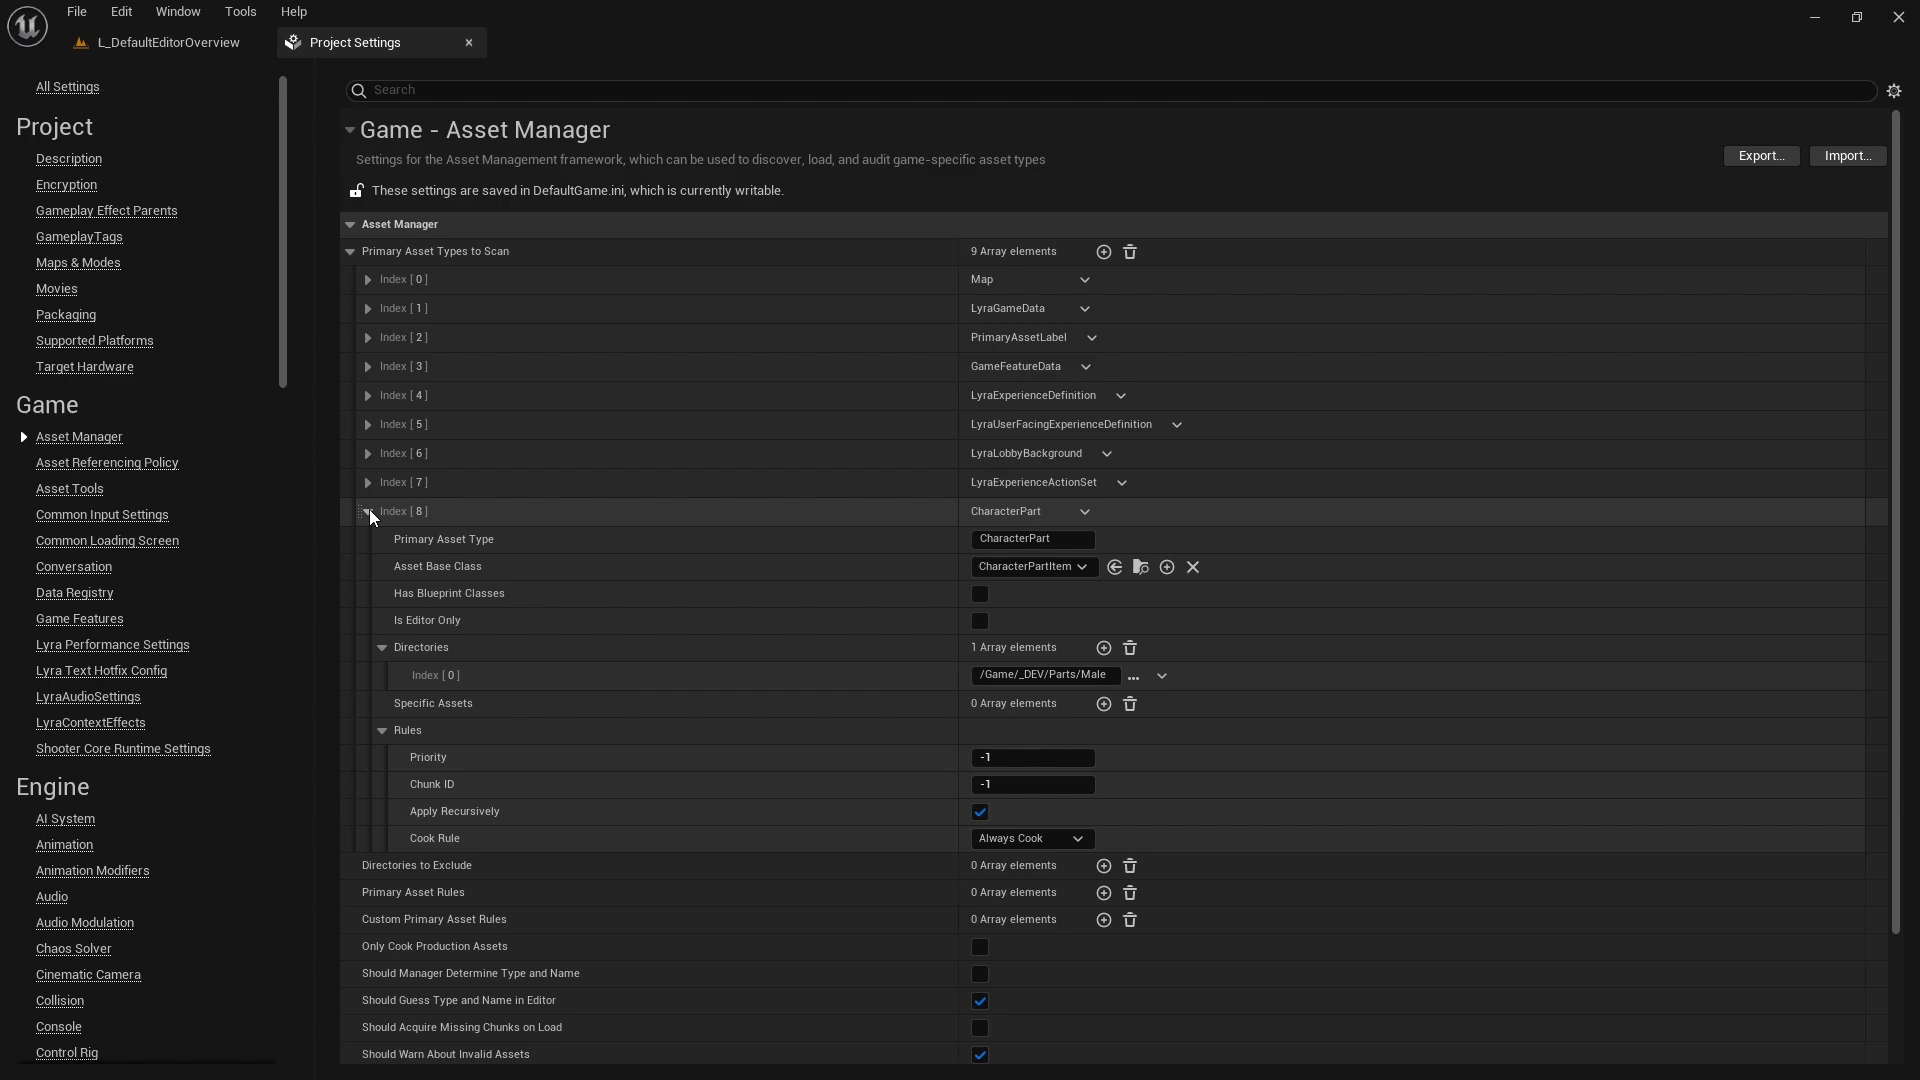 File Edit Window Tools Help
L_DefaultEditorOverview
Project Settings
All Settings
Project
Description
Encryption
Gameplay Effect Parents
GameplayTags
Maps & Modes
Movies
Packaging
Supported Platforms
Target Hardware
Game
Asset Manager
Asset Referencing Policy
Asset Tools
Common Input Settings
Common Loading Screen
Conversation
Data Registry
Game Features
Lyra Performance Settings
Lyra Text Hotfix Config
LyraAudioSettings
LyraContextEffects
Shooter Core Runtime Settings
Engine
AI System
Animation
Animation Modifiers
Audio
Audio Modulation
Chaos Solver
Cinematic Camera
Collision
Console
Control Rig
Search
Game - Asset Manager
Settings for the Asset Management framework, which can be used to discover, load, and audit game-specific asset types
Export... Import...
These settings are saved in DefaultGame.ini, which is currently writable.
Asset Manager
Primary Asset Types to Scan 9 Array elements
Index [ 0 ] Map
Index [ 1 ] LyraGameData
Index [ 2 ] PrimaryAssetLabel
Index [ 3 ] GameFeatureData
Index [ 4 ] LyraExperienceDefinition
Index [ 5 ] LyraUserFacingExperienceDefinition
Index [ 6 ] LyraLobbyBackground
Index [ 7 ] LyraExperienceActionSet
Index [ 8 ] CharacterPart
Primary Asset Type CharacterPart
Asset Base Class CharacterPartItem
Has Blueprint Classes
Is Editor Only
Directories 1 Array elements
Index [ 0 ] /Game/_DEV/Parts/Male ...
Specific Assets 0 Array elements
Rules
Priority -1
Chunk ID -1
Apply Recursively
Cook Rule Always Cook
Directories to Exclude 0 Array elements
Primary Asset Rules 0 Array elements
Custom Primary Asset Rules 0 Array elements
Only Cook Production Assets
Should Manager Determine Type and Name
Should Guess Type and Name in Editor
Should Acquire Missing Chunks on Load
Should Warn About Invalid Assets